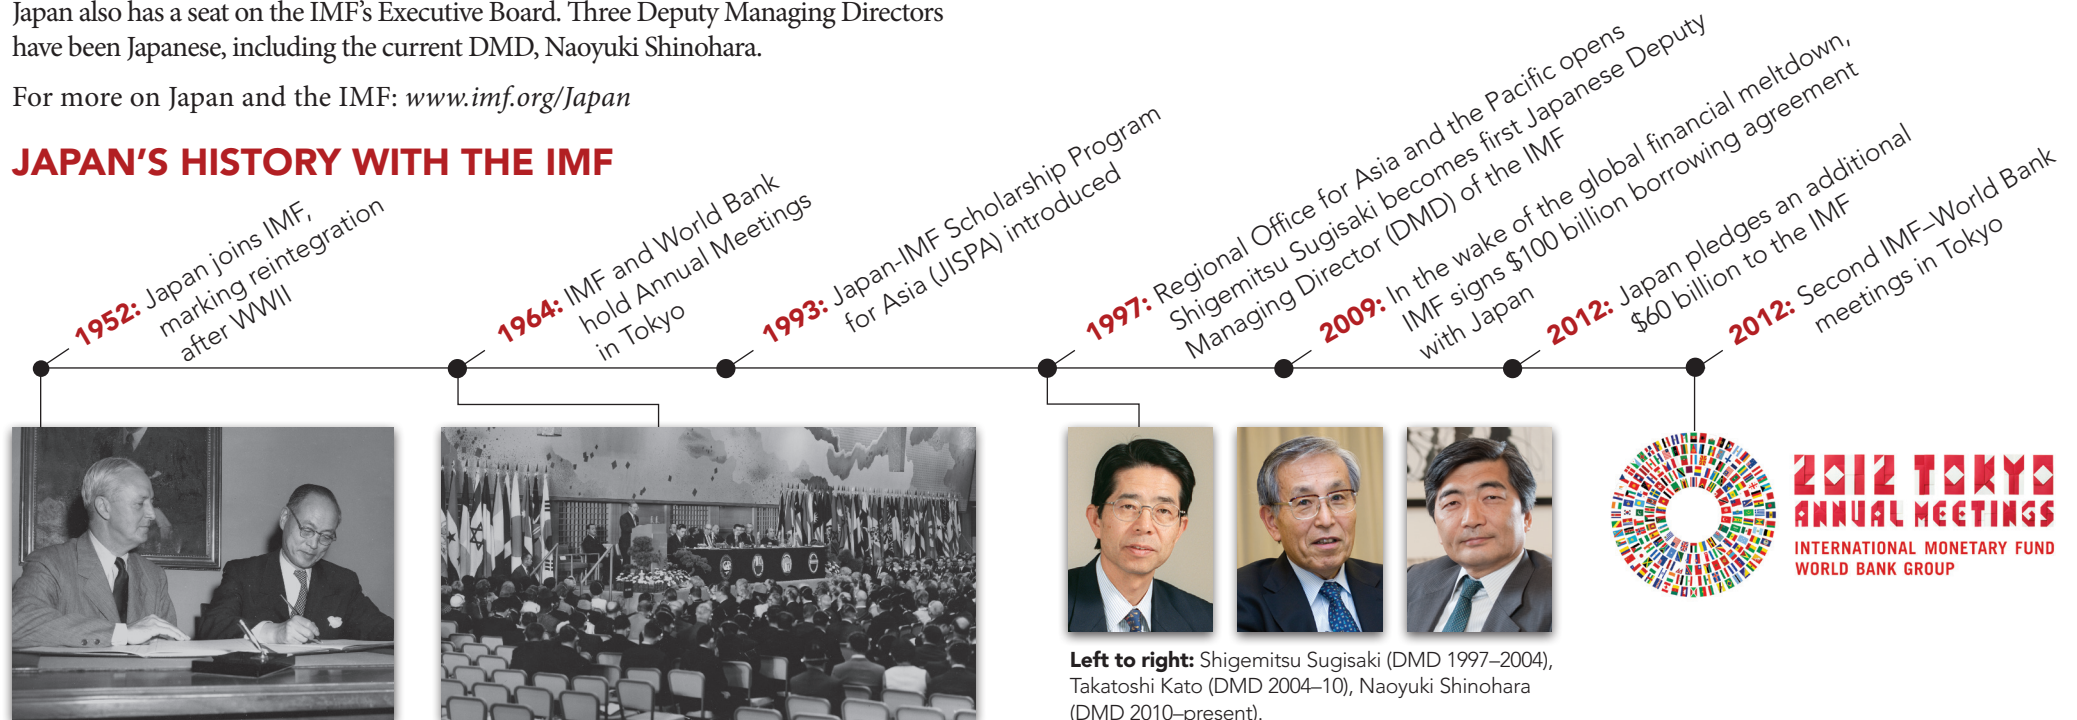 Japan also has a seat on the IMF's Executive Board. Three Deputy Managing Directors
have been Japanese, including the current DMD, Naoyuki Shinohara.
For more on Japan and the IMF: www.imf.org/Japan
JAPAN'S HISTORY WITH THE IMF
1952: Japan joins IMF,
marking reintegration
after WWII
1964: IMF and World Bank
hold Annual Meetings
in Tokyo
1993: Japan-IMF Scholarship Program
for Asia (JISPA) introduced
1997: Regional Office for Asia and the Pacific opens
Shigemitsu Sugisaki becomes first Japanese Deputy
Managing Director (DMD) of the IMF
2009: In the wake of the global financial meltdown,
IMF signs $100 billion borrowing agreement
with Japan
2012: Japan pledges an additional
$60 billion to the IMF
2012: Second IMF–World Bank
meetings in Tokyo
2012 TOKYO
ANNUAL MEETINGS
INTERNATIONAL MONETARY FUND
WORLD BANK GROUP
Left to right: Shigemitsu Sugisaki (DMD 1997–2004),
Takatoshi Kato (DMD 2004–10), Naoyuki Shinohara
(DMD 2010–present).